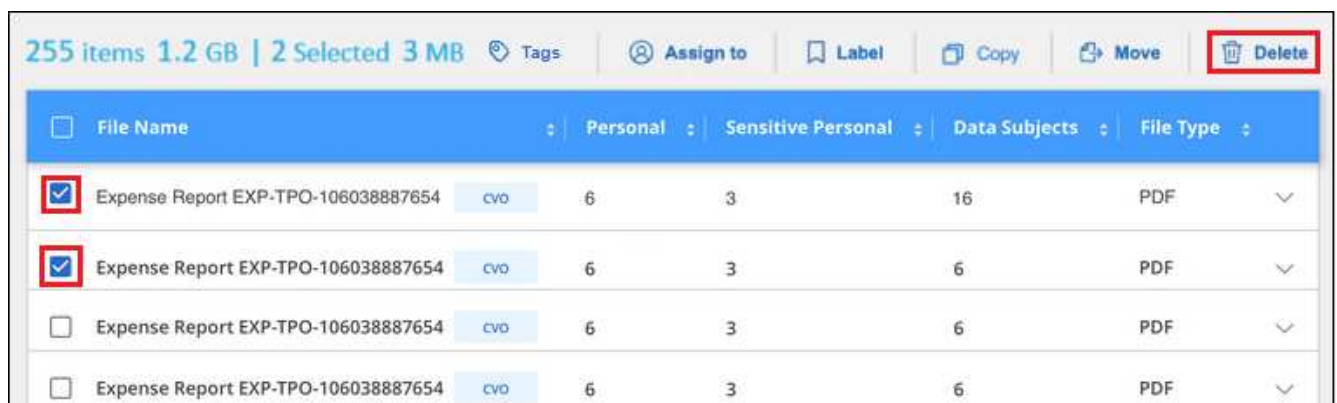 255 items 1.2 GB | 2 Selected 3 MB Tags Assign to Label Copy Move Delete
File Name Personal Sensitive Personal Data Subjects File Type
Expense Report EXP-TPO-106038887654 CVO 6 3 16 PDF
Expense Report EXP-TPO-106038887654 CVO 6 3 6 PDF
Expense Report EXP-TPO-106038887654 CVO 6 3 6 PDF
Expense Report EXP-TPO-106038887654 CVO 6 3 6 PDF